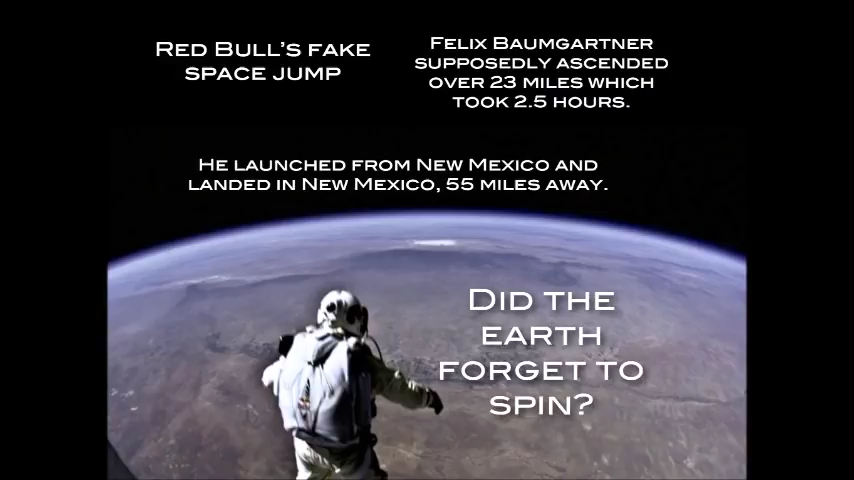 Red Bull's fake
space jump
Felix Baumgartner
supposedly ascended
over 23 miles which
took 2.5 hours.
He launched from New Mexico and
landed in New Mexico, 55 miles away.
Did the
earth
forget to
spin?